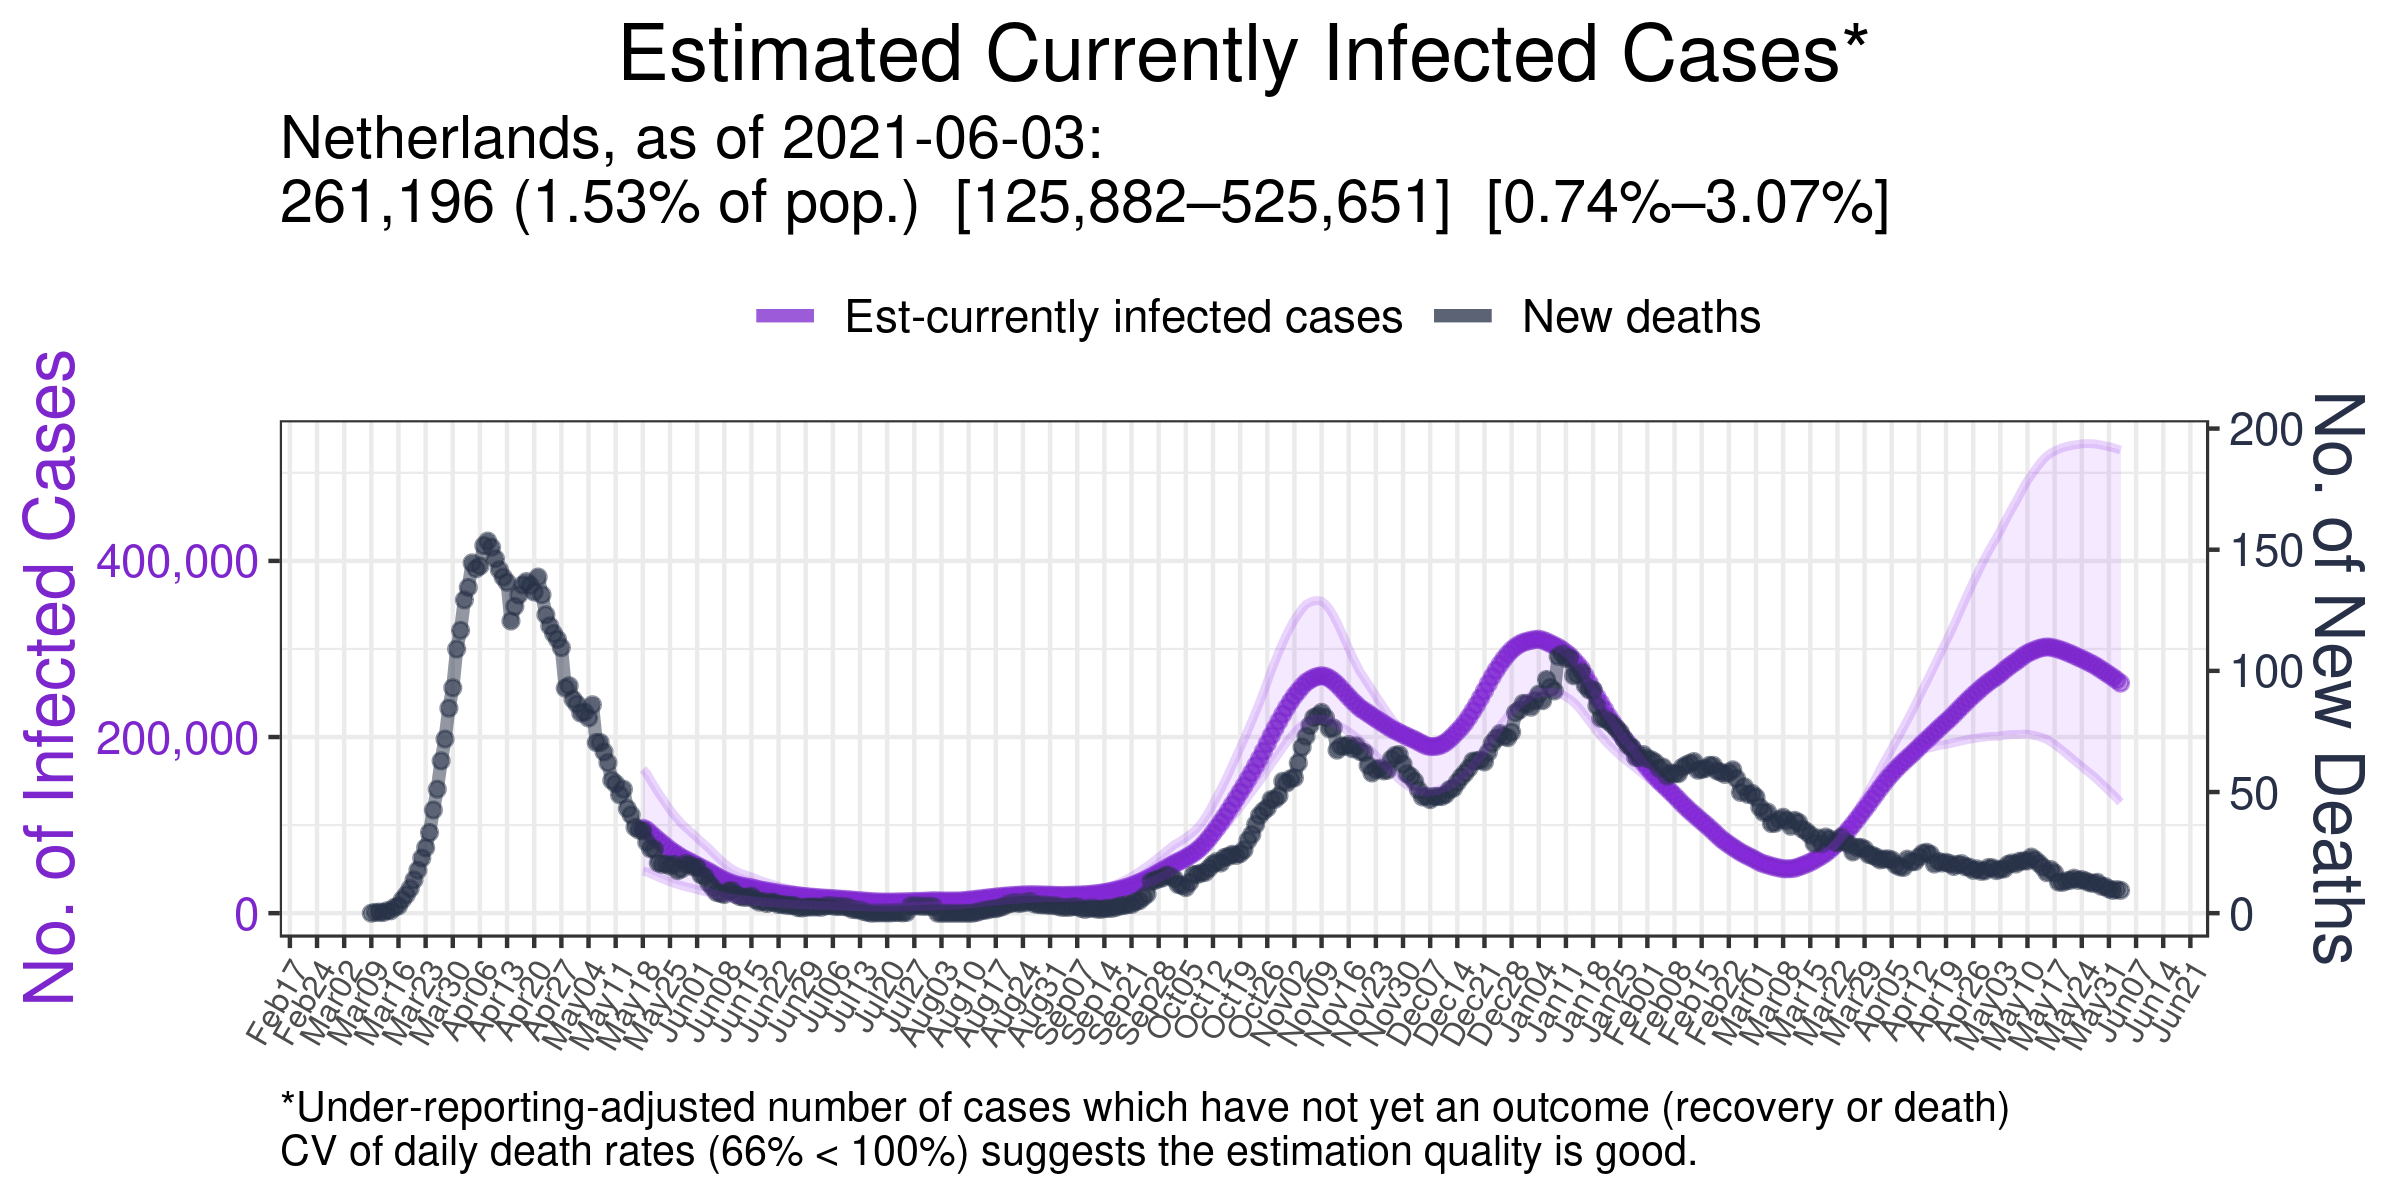 Estimated Currently Infected Cases*
Netherlands, as of 2021-06-03:
261,196 (1.53% of pop.)  [125,882–525,651]  [0.74%–3.07%]
Est-currently infected cases
New deaths
No. of Infected Cases
400,000
200,000
0
200
150
100
50
0
No. of New Deaths
Feb17
Feb24
Mar02
Mar09
Mar16
Mar23
Mar30
Apr06
Apr13
Apr20
Apr27
May04
May11
May18
May25
Jun01
Jun08
Jun15
Jun22
Jun29
Jul06
Jul13
Jul20
Jul27
Aug03
Aug10
Aug17
Aug24
Aug31
Sep07
Sep14
Sep21
Sep28
Oct05
Oct12
Oct19
Oct26
Nov02
Nov09
Nov16
Nov23
Nov30
Dec07
Dec14
Dec21
Dec28
Jan04
Jan11
Jan18
Jan25
Feb01
Feb08
Feb15
Feb22
Mar01
Mar08
Mar15
Mar22
Mar29
Apr05
Apr12
Apr19
Apr26
May03
May10
May17
May24
May31
Jun07
Jun14
Jun21
*Under-reporting-adjusted number of cases which have not yet an outcome (recovery or death)
CV of daily death rates (66% < 100%) suggests the estimation quality is good.